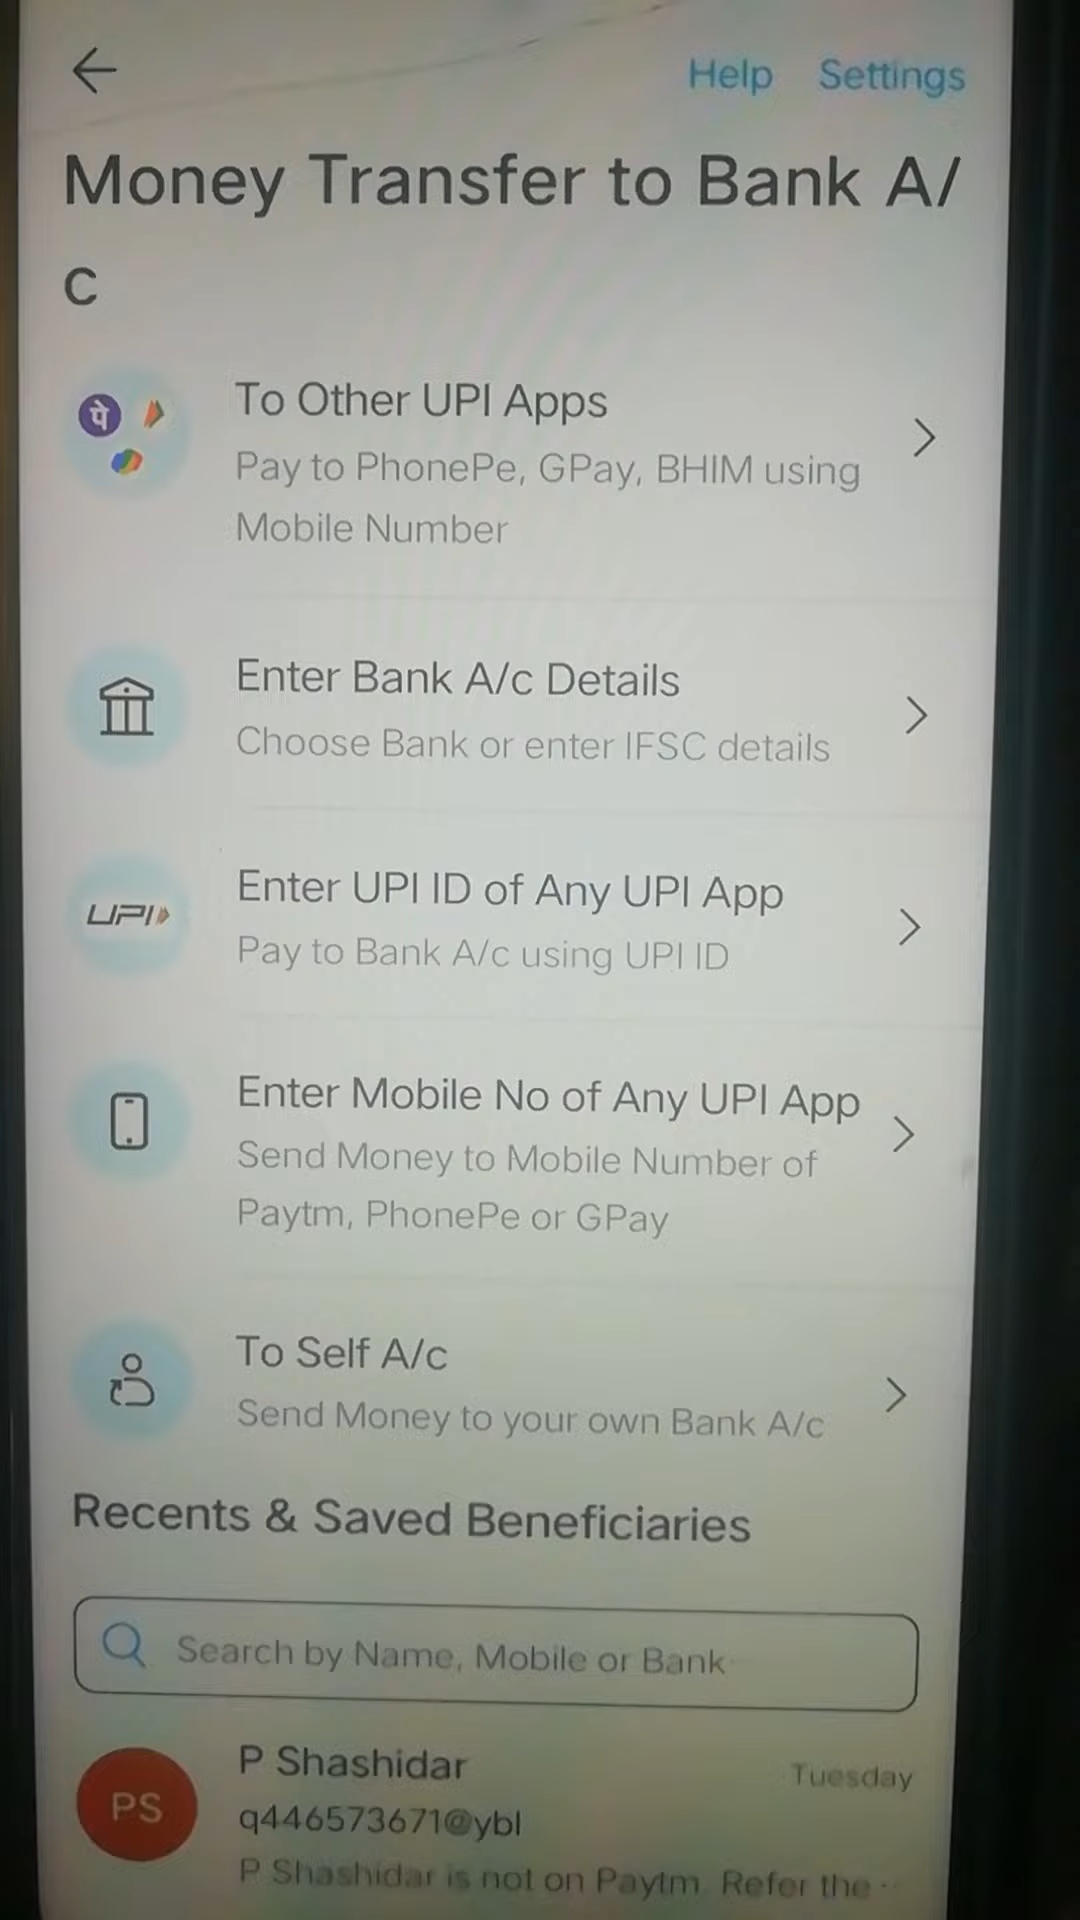 Help Settings
Money Transfer to Bank A/
c
पे
To Other UPI Apps
Pay to PhonePe, GPay, BHIM using
Mobile Number
Enter Bank A/c Details
Choose Bank or enter IFSC details
UPI
Enter UPI ID of Any UPI App
Pay to Bank A/c using UPI ID
Enter Mobile No of Any UPI App
Send Money to Mobile Number of
Paytm, PhonePe or GPay
To Self A/c
Send Money to your own Bank A/c
Recents & Saved Beneficiaries
Search by Name, Mobile or Bank
PS
P Shashidar
Tuesday
q446573671@ybl
P Shashidar is not on Paytm. Refer the ··